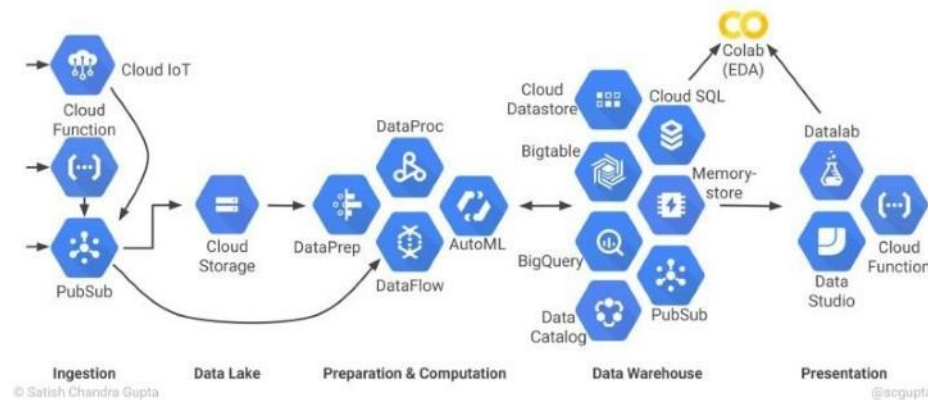 Colab
(EDA)
Cloud IoT
Cloud
Function
PubSub
Cloud
Storage
DataProc
DataPrep
AutoML
DataFlow
Cloud
Datastore
Cloud SQL
Bigtable
Memory-
store
BigQuery
PubSub
Data
Catalog
Datalab
Cloud
Function
Data
Studio
Ingestion
Data Lake
Preparation & Computation
Data Warehouse
Presentation
© Satish Chandra Gupta
@scgupta